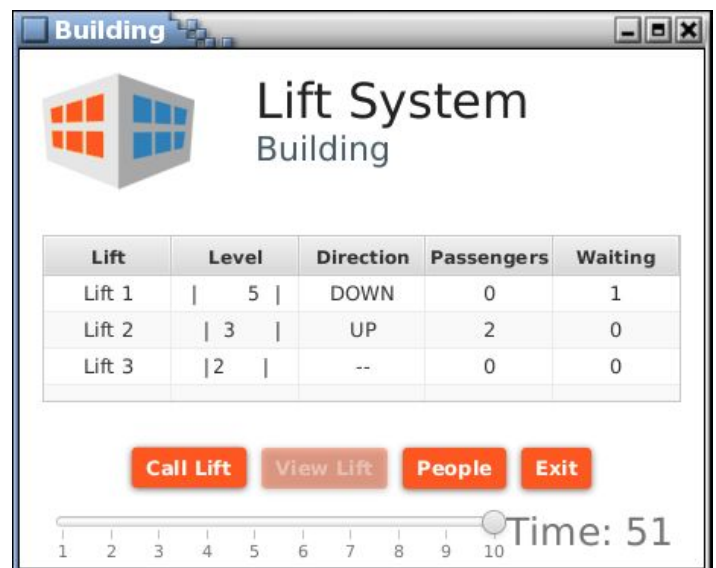 Building
Lift System
Building
Lift Level Direction Passengers Waiting
Lift 1 | 5 | DOWN 0 1
Lift 2 | 3 | UP 2 0
Lift 3 |2 | -- 0 0
Call Lift View Lift People Exit
1 2 3 4 5 6 7 8 9 10 Time: 51